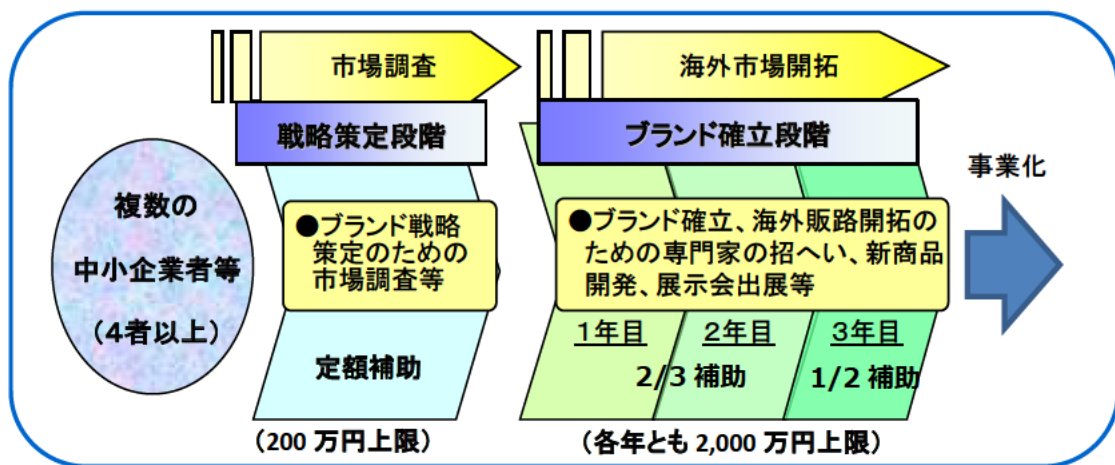 市場調査
海外市場開拓
戦略策定段階
ブランド確立段階
複数の
中小企業者等
(4者以上)
●ブランド戦略
策定のための
市場調査等
●ブランド確立、海外販路開拓の
ための専門家の招へい、新商品
開発、展示会出展等
事業化
1年目
2年目
3年目
定額補助
2/3 補助
1/2 補助
(200 万円上限)
(各年とも 2,000 万円上限)